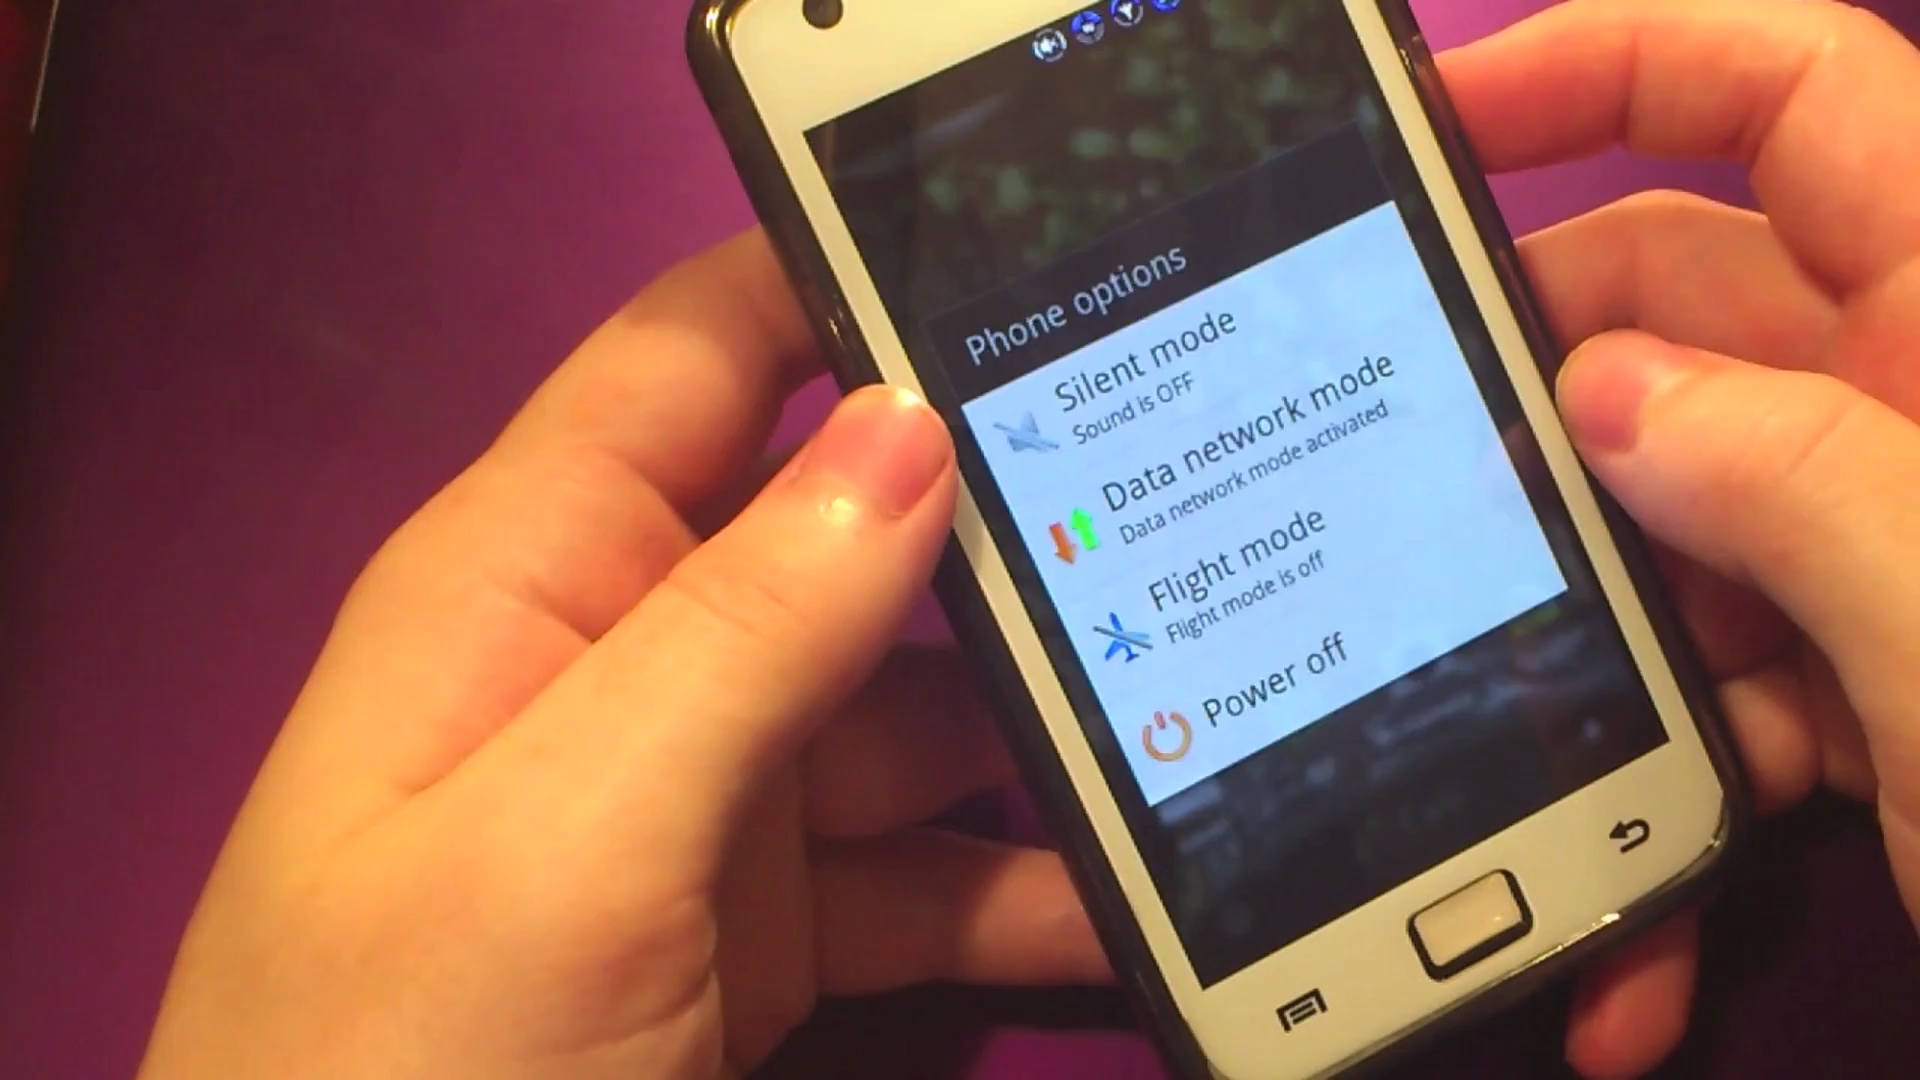 Phone options
Silent mode
Sound is OFF
Data network mode
Data network mode activated
Flight mode
Flight mode is off
Power off